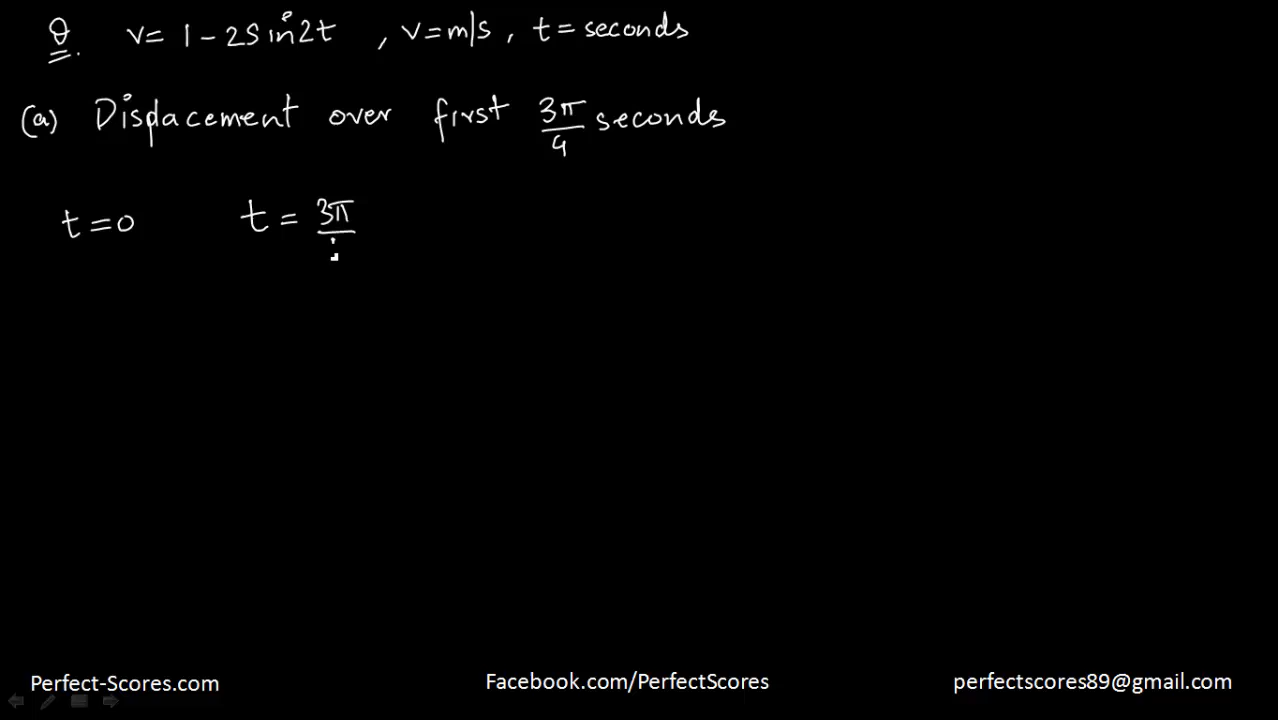 Q. v= 1-2Sin2t , v=m/s, t=seconds
(a) Displacement over first 3π/4 seconds
t=0 t=3π
Perfect-Scores.com Facebook.com/PerfectScores perfectscores89@gmail.com